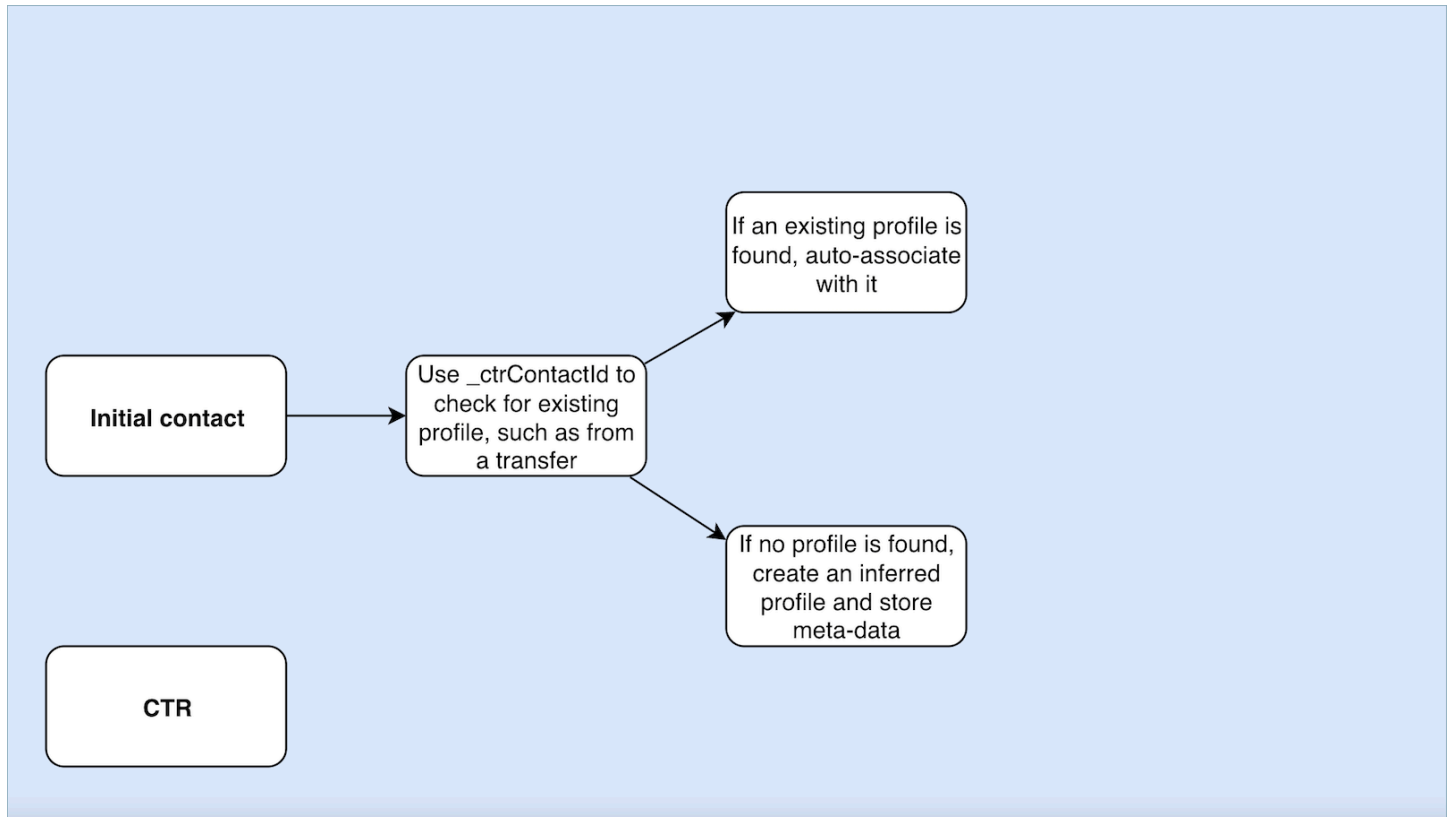 If an existing profile is
found, auto-associate
with it
Initial contact
Use _ctrContactId to
check for existing
profile, such as from
a transfer
If no profile is found,
create an inferred
profile and store
meta-data
CTR